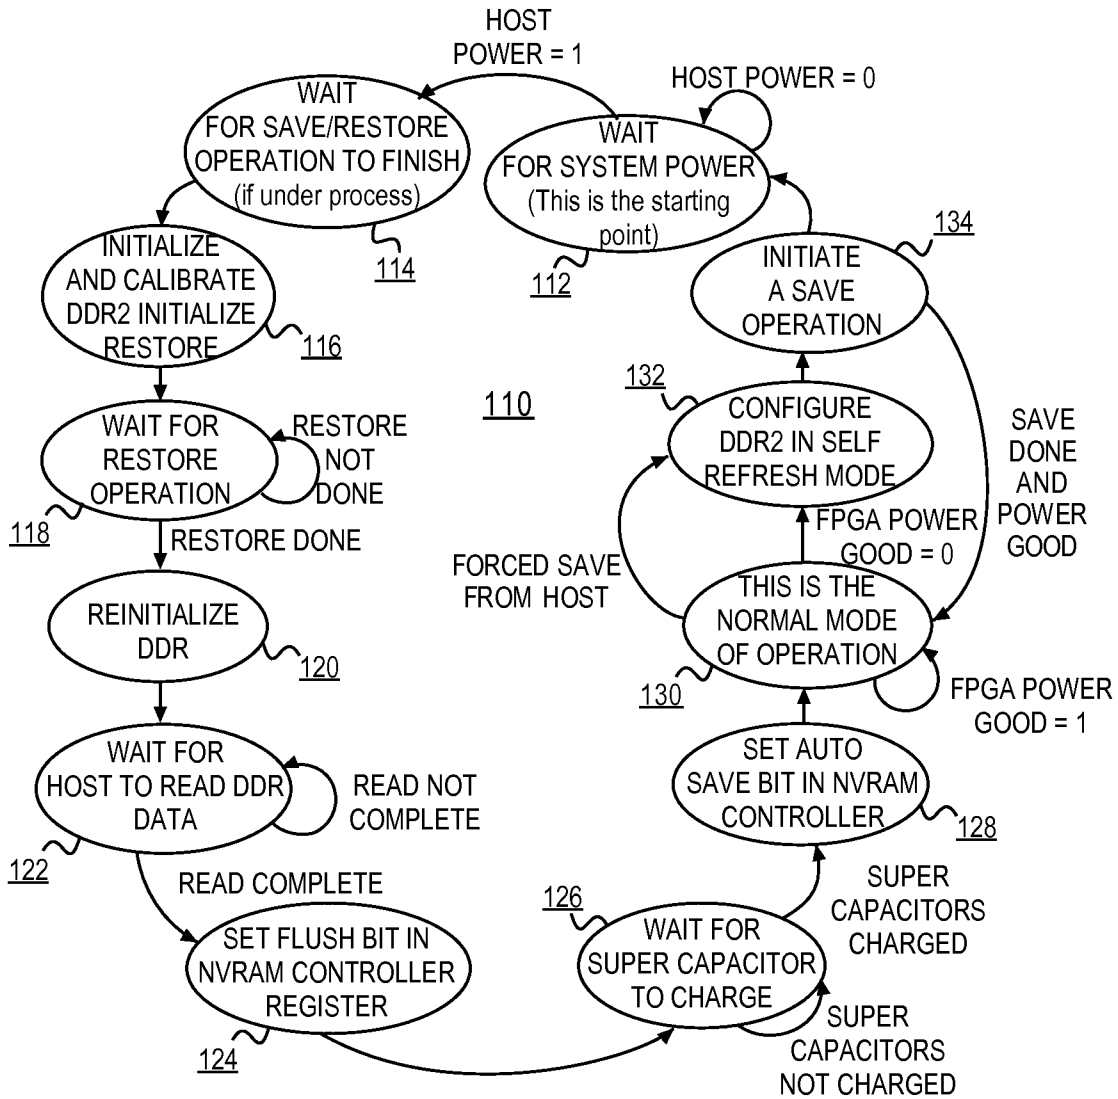 HOST
POWER = 1
HOST POWER = 0
WAIT
FOR SAVE/RESTORE
OPERATION TO FINISH
(if under process)
114
WAIT
FOR SYSTEM POWER
(This is the starting
point)
112
134
INITIATE
A SAVE
OPERATION
INITIALIZE
AND CALIBRATE
DDR2 INITIALIZE
RESTORE
116
110
132
CONFIGURE
DDR2 IN SELF
REFRESH MODE
SAVE
DONE
AND
POWER
GOOD
WAIT FOR
RESTORE
OPERATION
118
RESTORE
NOT
DONE
RESTORE DONE
FPGA POWER
GOOD = 0
FORCED SAVE
FROM HOST
REINITIALIZE
DDR
120
THIS IS THE
NORMAL MODE
OF OPERATION
130
FPGA POWER
GOOD = 1
WAIT FOR
HOST TO READ DDR
DATA
122
READ NOT
COMPLETE
SET AUTO
SAVE BIT IN NVRAM
CONTROLLER
128
READ COMPLETE
SUPER
CAPACITORS
CHARGED
SET FLUSH BIT IN
NVRAM CONTROLLER
REGISTER
124
126
WAIT FOR
SUPER CAPACITOR
TO CHARGE
SUPER
CAPACITORS
NOT CHARGED